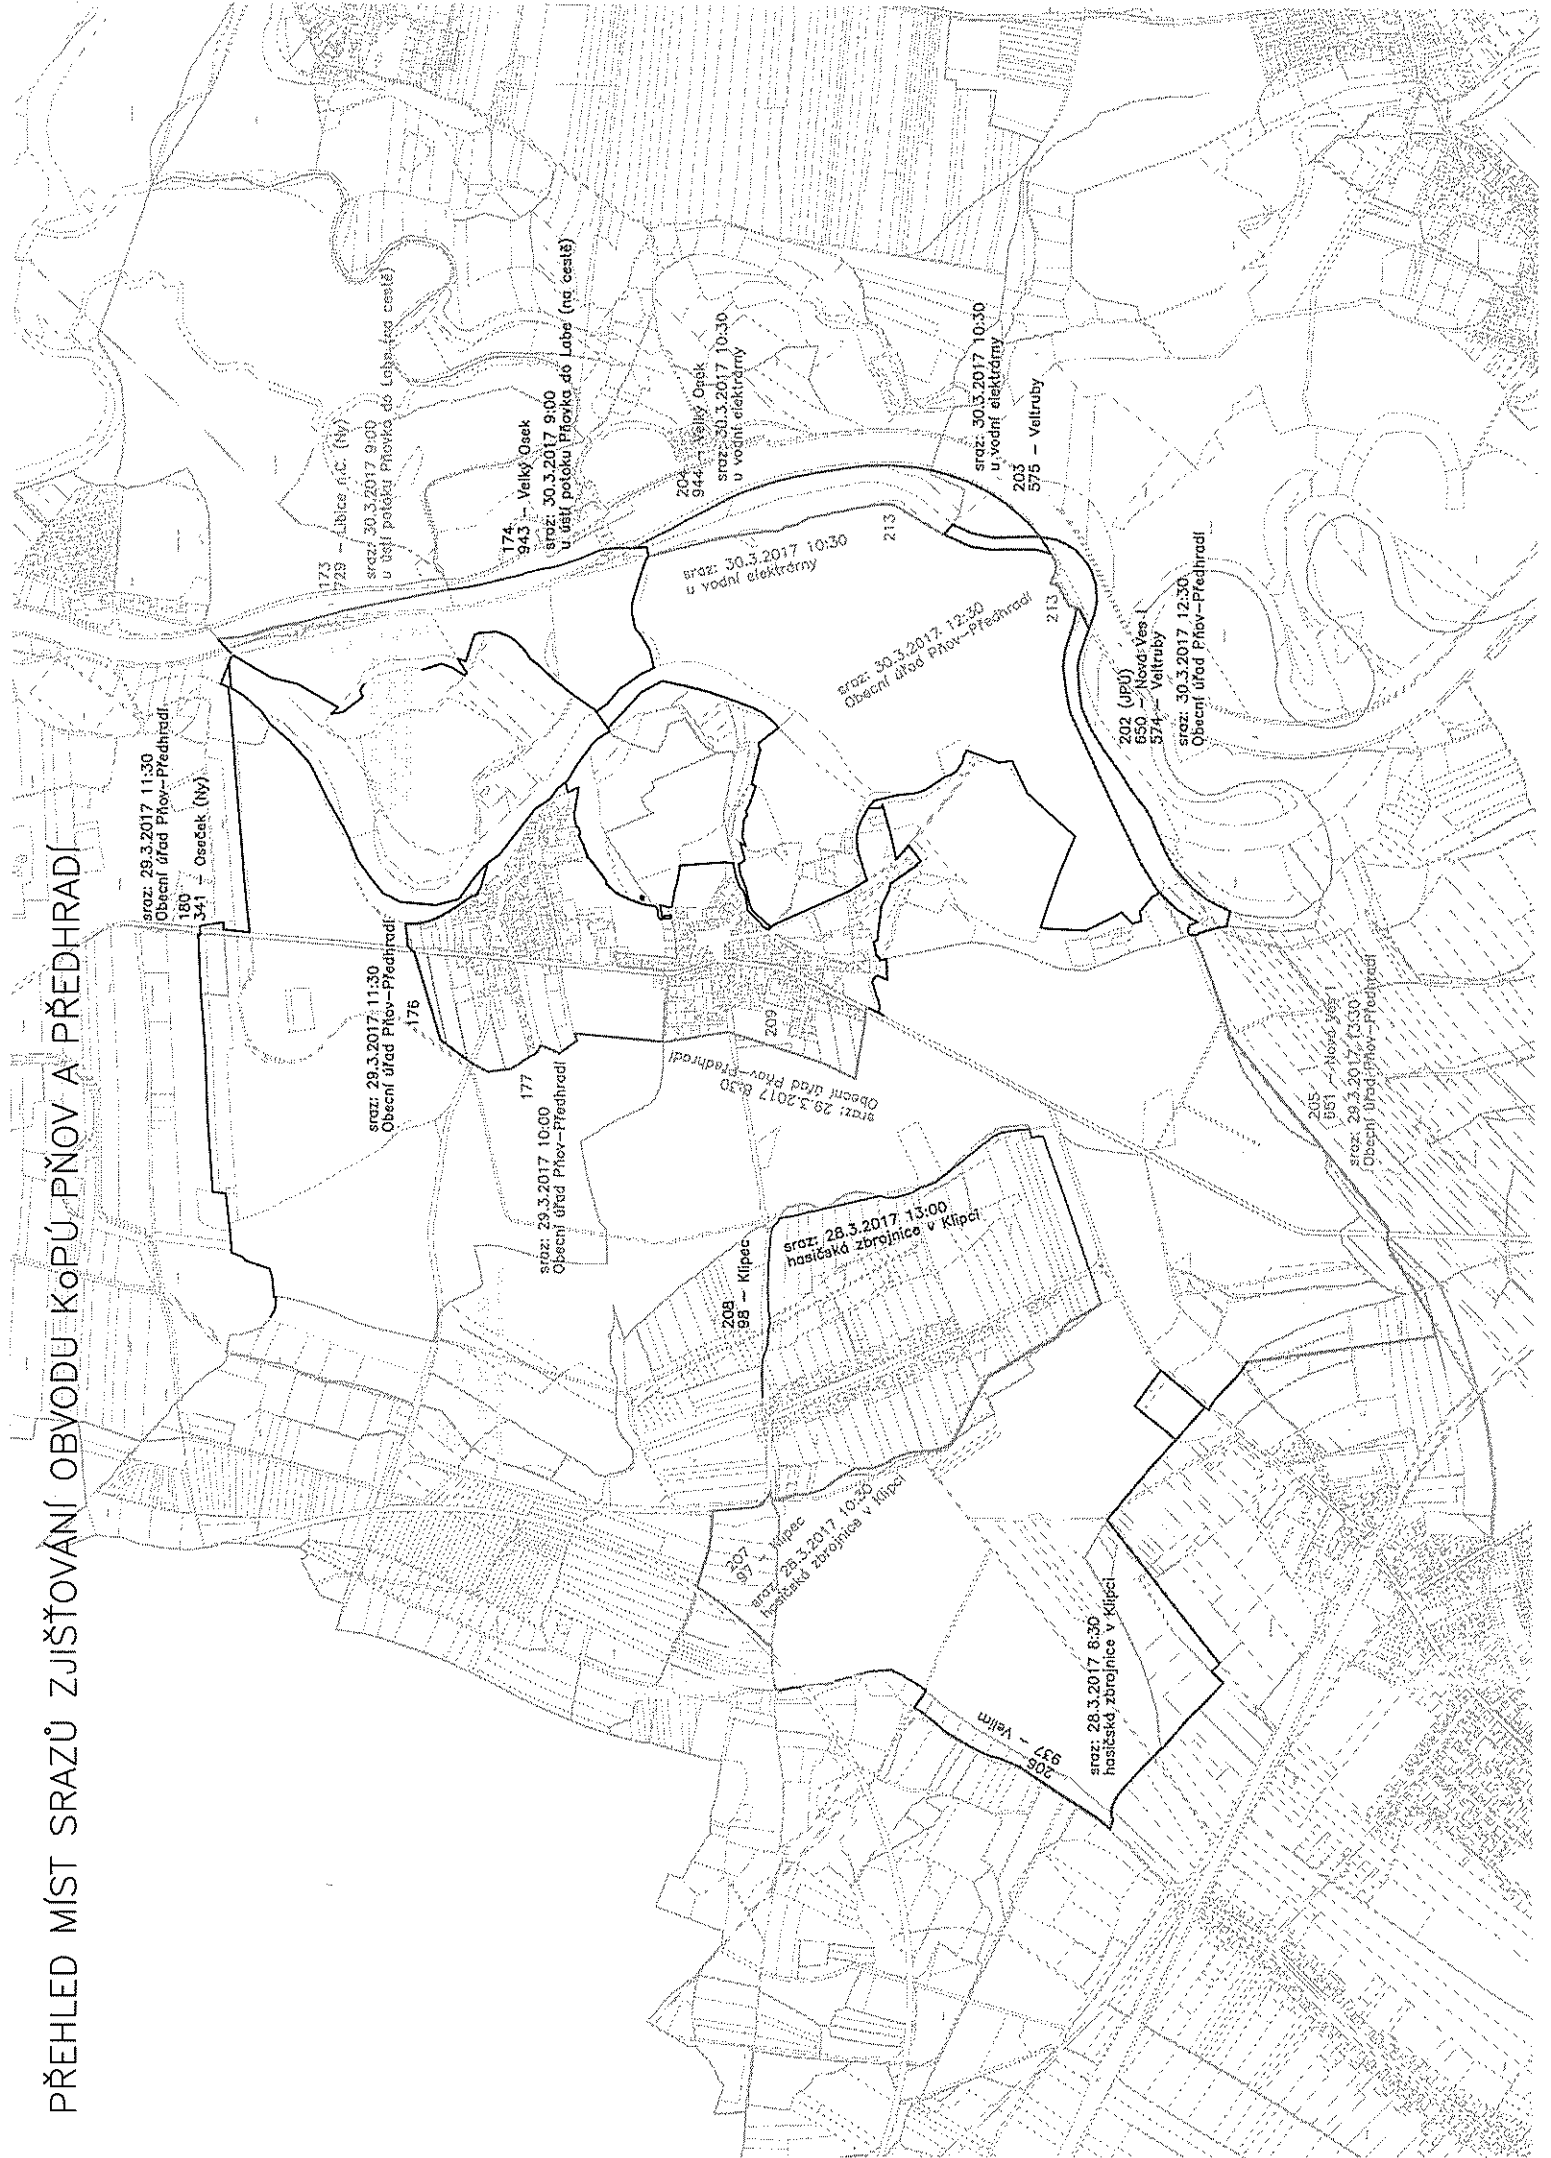 PŘEHLED MÍST SRAZŮ ZJIŠŤOVÁNÍ OBVODU KoPÚ PŇOV A PŘEDHRADÍ
sraz: 29.3.2017 11:30
Obecní úřad Pňov–Předhradí
180
341 – Oseček (Ny)
173
729 – Libice n.C. (Ny)
sraz: 30.3.2017 9:00
u ústí potoku Pňovka do Labe (na cestě)
174
943 – Velký Osek
sraz: 30.3.2017 9:00
u ústí potoku Pňovka do Labe (na cestě)
204
944 – Velký Osek
sraz: 30.3.2017 10:30
u vodní elektrárny
sraz: 30.3.2017 10:30
u vodní elektrárny
203
575 – Veltruby
sraz: 30.3.2017 10:30
u vodní elektrárny
213
sraz: 30.3.2017 12:30
Obecní úřad Pňov–Předhradí
213
202 (JPÚ)
650 – Nová Ves I
574 – Veltruby
sraz: 30.3.2017 12:30
Obecní úřad Pňov–Předhradí
sraz: 29.3.2017 11:30
Obecní úřad Pňov–Předhradí
176
177
sraz: 29.3.2017 10:00
Obecní úřad Pňov–Předhradí
209
sraz: 29.3.2017 8:30
Obecní úřad Pňov–Předhradí
205
651 – Nová Ves I
sraz: 29.3.2017 13:30
Obecní úřad Pňov–Předhradí
208
98 – Klipec
sraz: 28.3.2017 13:00
hasičská zbrojnice v Klipci
207
97 – Klipec
sraz: 28.3.2017 10:30
hasičská zbrojnice v Klipci
206
937 – Velim
sraz: 28.3.2017 8:30
hasičská zbrojnice v Klipci